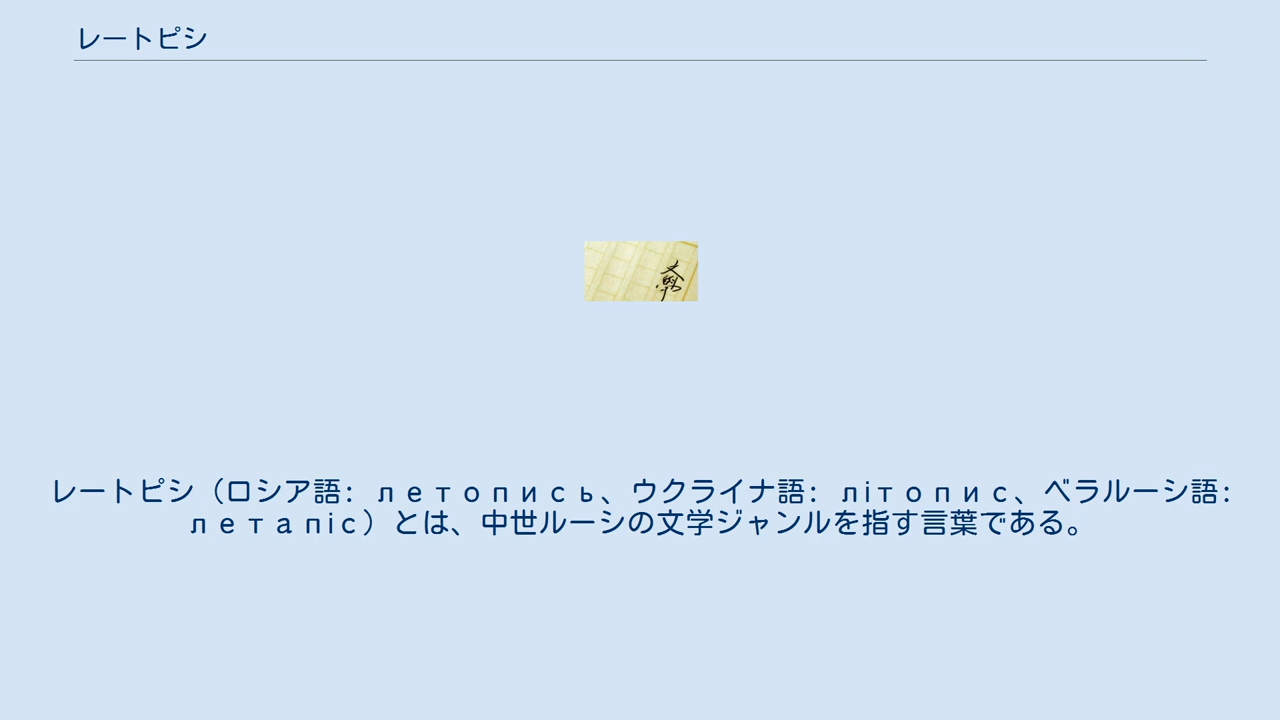 レートピシ
レートピシ（ロシア語: летопись、ウクライナ語: літопис、ベラルーシ語:
летапіс）とは、中世ルーシの文学ジャンルを指す言葉である。